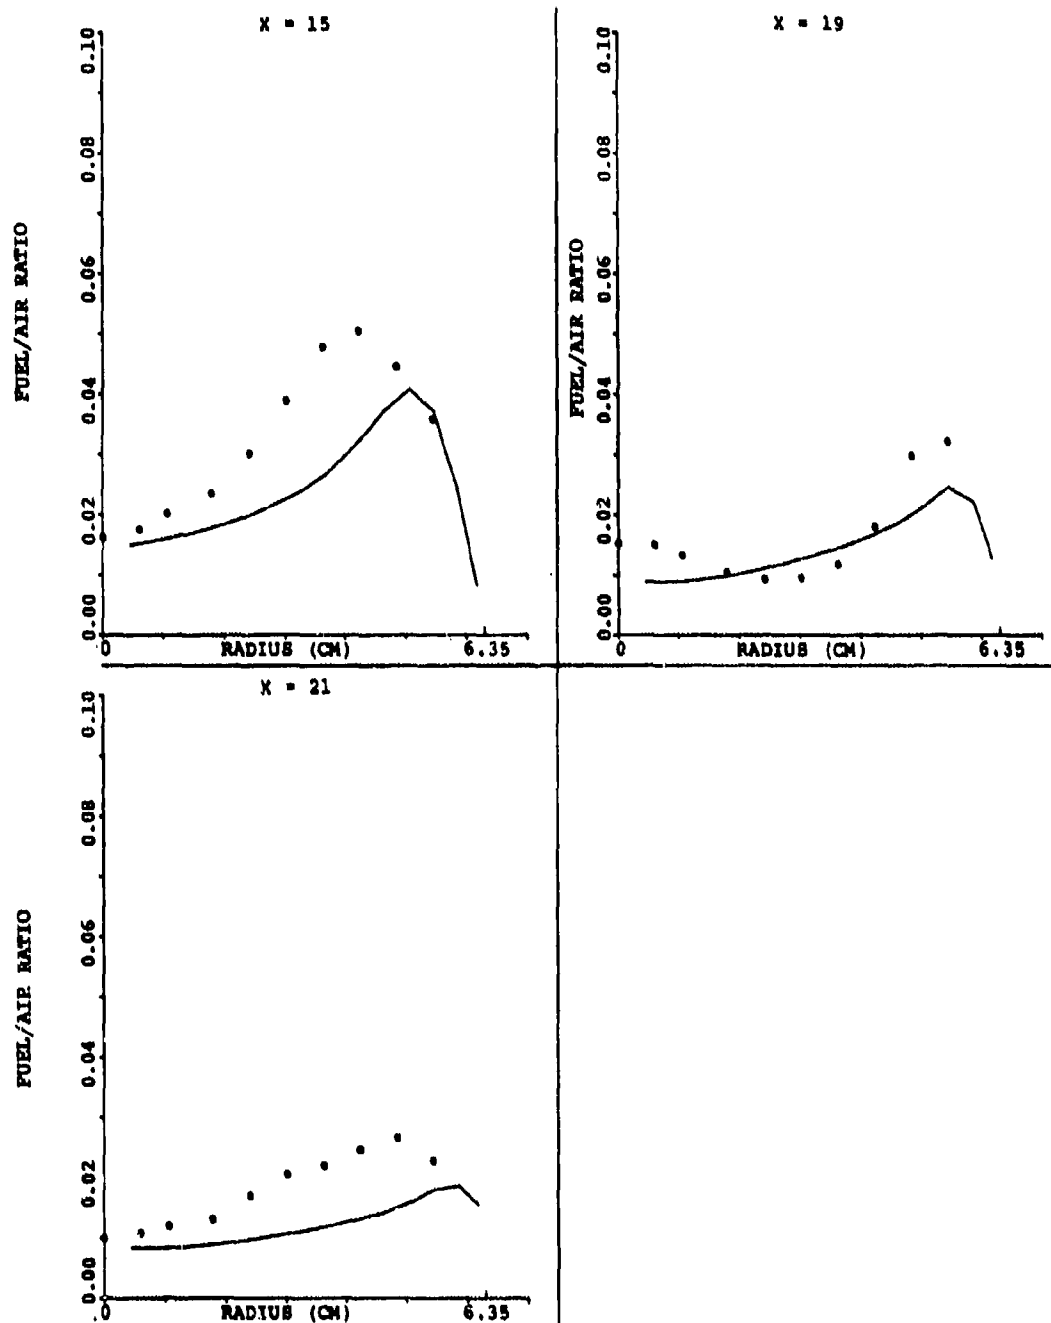 X = 15
FUEL/AIR RATIO
0.10
0.08
0.06
0.04
0.02
0.00
0
RADIUS (CM)
6.35
X = 19
FUEL/AIR RATIO
0.10
0.08
0.06
0.04
0.02
0.00
0
RADIUS (CM)
6.35
X = 21
FUEL/AIR RATIO
0.10
0.08
0.06
0.04
0.02
0.00
0
RADIUS (CM)
6.35